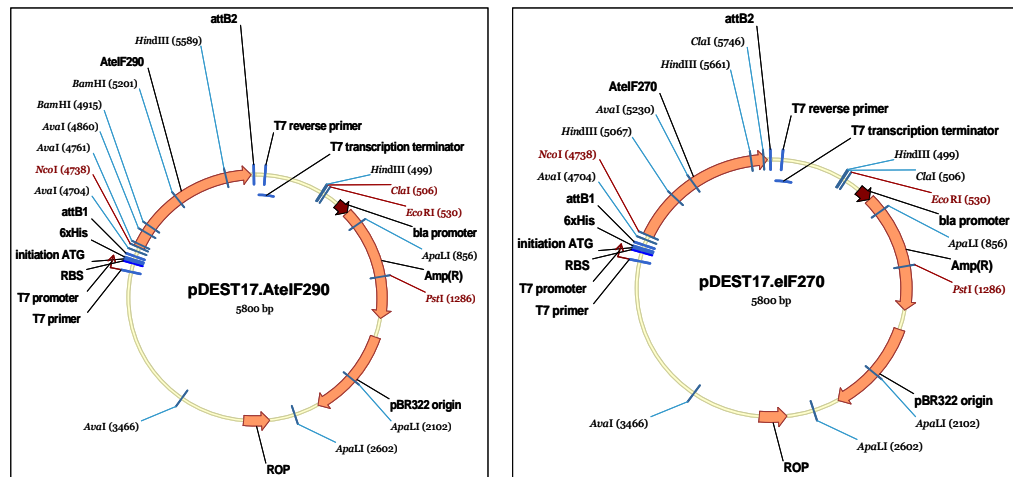 attB2
HindIII (5589)
AteIF290
BamHI (5201)
BamHI (4915)
AvaI (4860)
AvaI (4761)
NcoI (4738)
AvaI (4704)
attB1
6xHis
initiation ATG
RBS
T7 promoter
T7 primer
T7 reverse primer
T7 transcription terminator
HindIII (499)
ClaI (506)
EcoRI (530)
bla promoter
ApaLI (856)
Amp(R)
PstI (1286)
pDEST17.AteIF290
5800 bp
pBR322 origin
ApaLI (2102)
ApaLI (2602)
ROP
AvaI (3466)
attB2
ClaI (5746)
HindIII (5661)
AteIF270
AvaI (5230)
HindIII (5067)
NcoI (4738)
AvaI (4704)
attB1
6xHis
initiation ATG
RBS
T7 promoter
T7 primer
T7 reverse primer
T7 transcription terminator
HindIII (499)
ClaI (506)
EcoRI (530)
bla promoter
ApaLI (856)
Amp(R)
PstI (1286)
pDEST17.eIF270
5800 bp
pBR322 origin
ApaLI (2102)
ApaLI (2602)
ROP
AvaI (3466)